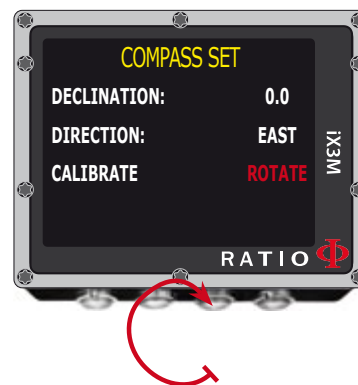 COMPASS SET
DECLINATION: 0.0
DIRECTION: EAST
CALIBRATE ROTATE
iX3M
RATIO